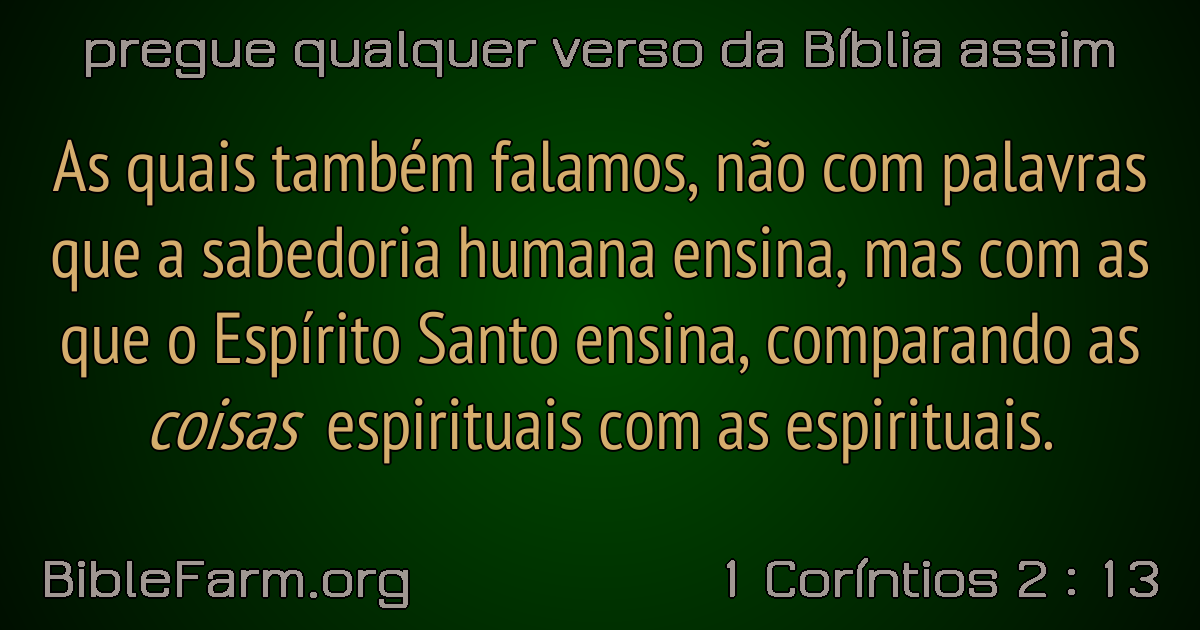 pregue qualquer verso da Bíblia assim
As quais também falamos, não com palavras
que a sabedoria humana ensina, mas com as
que o Espírito Santo ensina, comparando as
coisas espirituais com as espirituais.
BibleFarm.org
1 Coríntios 2 : 13